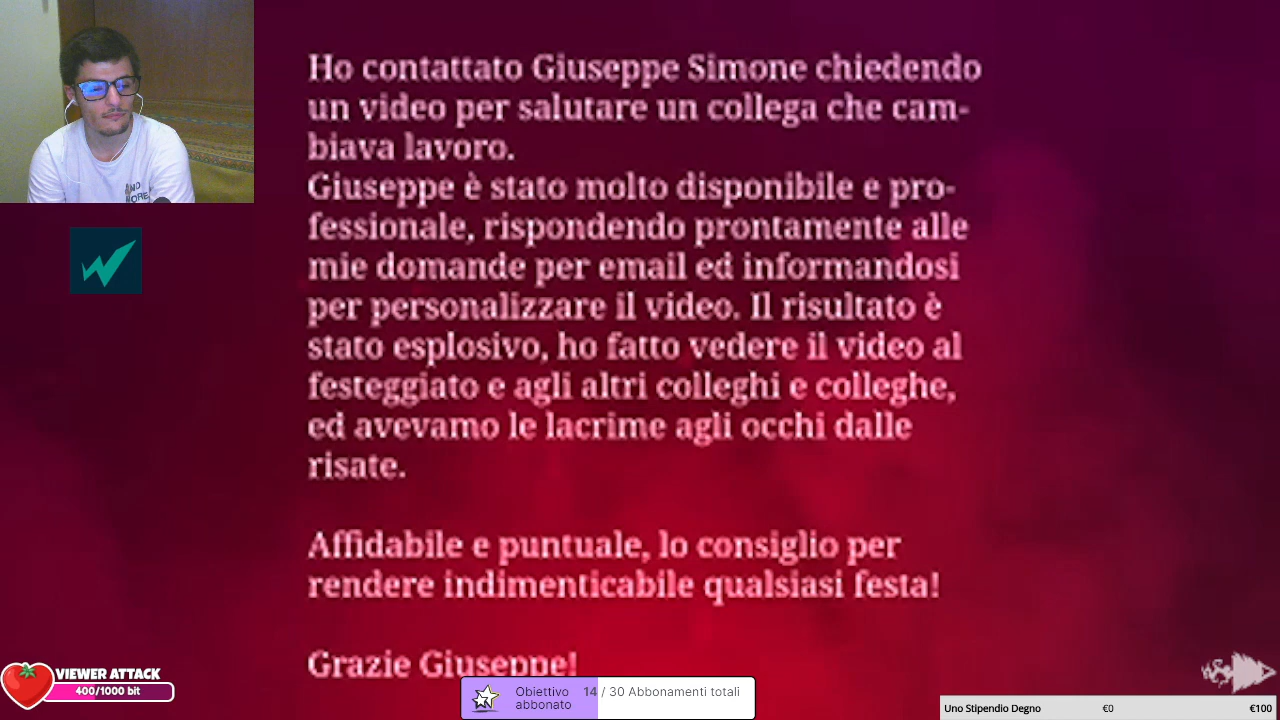 Ho contattato Giuseppe Simone chiedendo
un video per salutare un collega che cam-
biava lavoro.
Giuseppe è stato molto disponibile e pro-
fessionale, rispondendo prontamente alle
mie domande per email ed informandosi
per personalizzare il video. Il risultato è
stato esplosivo, ho fatto vedere il video al
festeggiato e agli altri colleghi e colleghe,
ed avevamo le lacrime agli occhi dalle
risate.
Affidabile e puntuale, lo consiglio per
rendere indimenticabile qualsiasi festa!
Grazie Giuseppe!
VIEWER ATTACK
400/1000 bit
Obiettivo
abbonato
14 / 30 Abbonamenti totali
Uno Stipendio Degno €0 €100